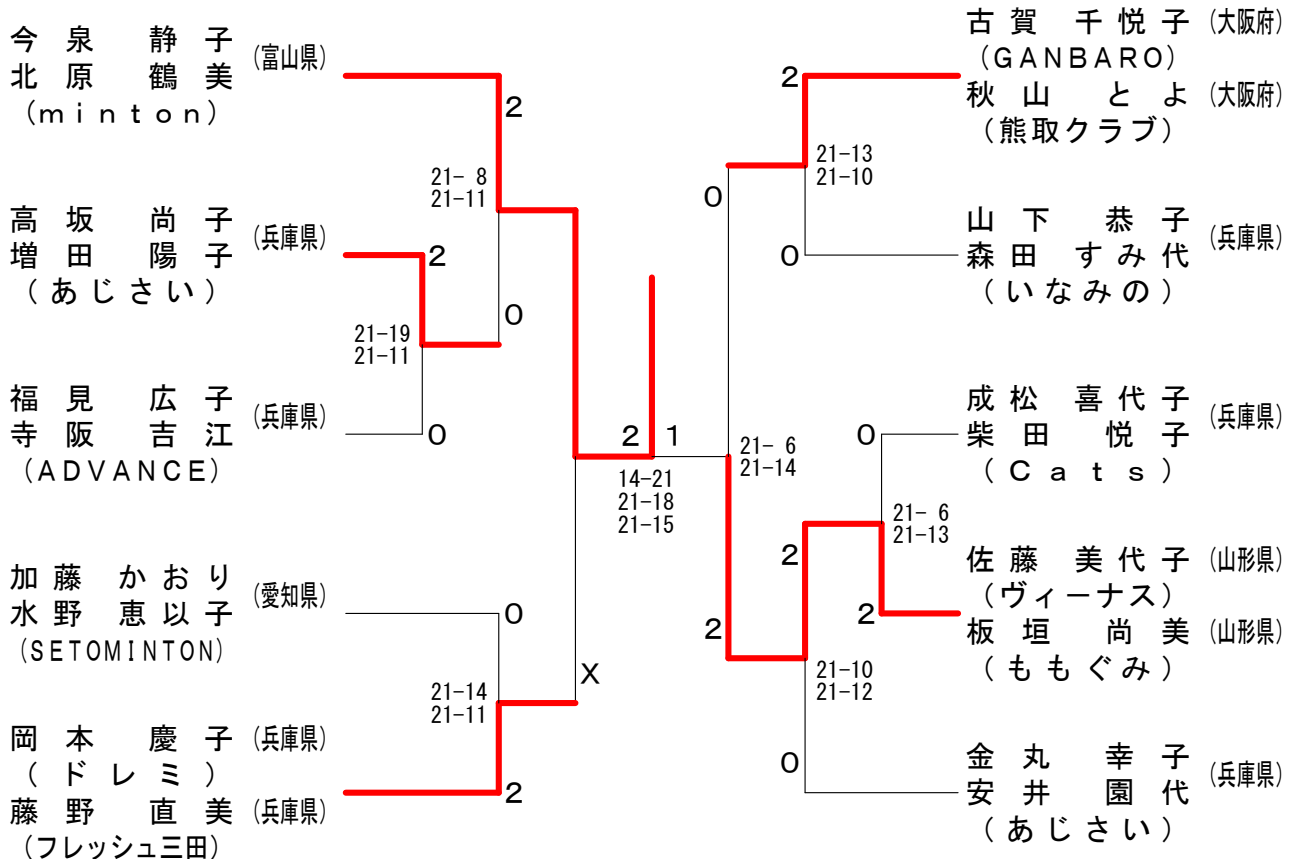 今泉 静子 (富山県)
北原 鶴美
(minton)
2
21- 8
21-11
高坂 尚子 (兵庫県)
増田 陽子
(あじさい)
2
0
21-19
21-11
福見 広子 (兵庫県)
寺阪 吉江
(ADVANCE)
0
加藤 かおり (愛知県)
水野 恵以子
(SETOMINTON)
0
X
21-14
21-11
岡本 慶子 (兵庫県)
(ドレミ)
藤野 直美 (兵庫県)
(フレッシュ三田)
2
2 1
14-21
21-18
21-15
古賀 千悦子 (大阪府)
(GANBARO)
秋山 とよ (大阪府)
(熊取クラブ)
2
21-13
21-10
0
山下 恭子 (兵庫県)
森田 すみ代
(いなみの)
0
21- 6
21-14
成松 喜代子 (兵庫県)
柴田 悦子
(Cats)
0
21- 6
21-13
2
佐藤 美代子 (山形県)
(ヴィーナス)
板垣 尚美 (山形県)
(ももぐみ)
2
2
21-10
21-12
金丸 幸子 (兵庫県)
安井 園代
(あじさい)
0